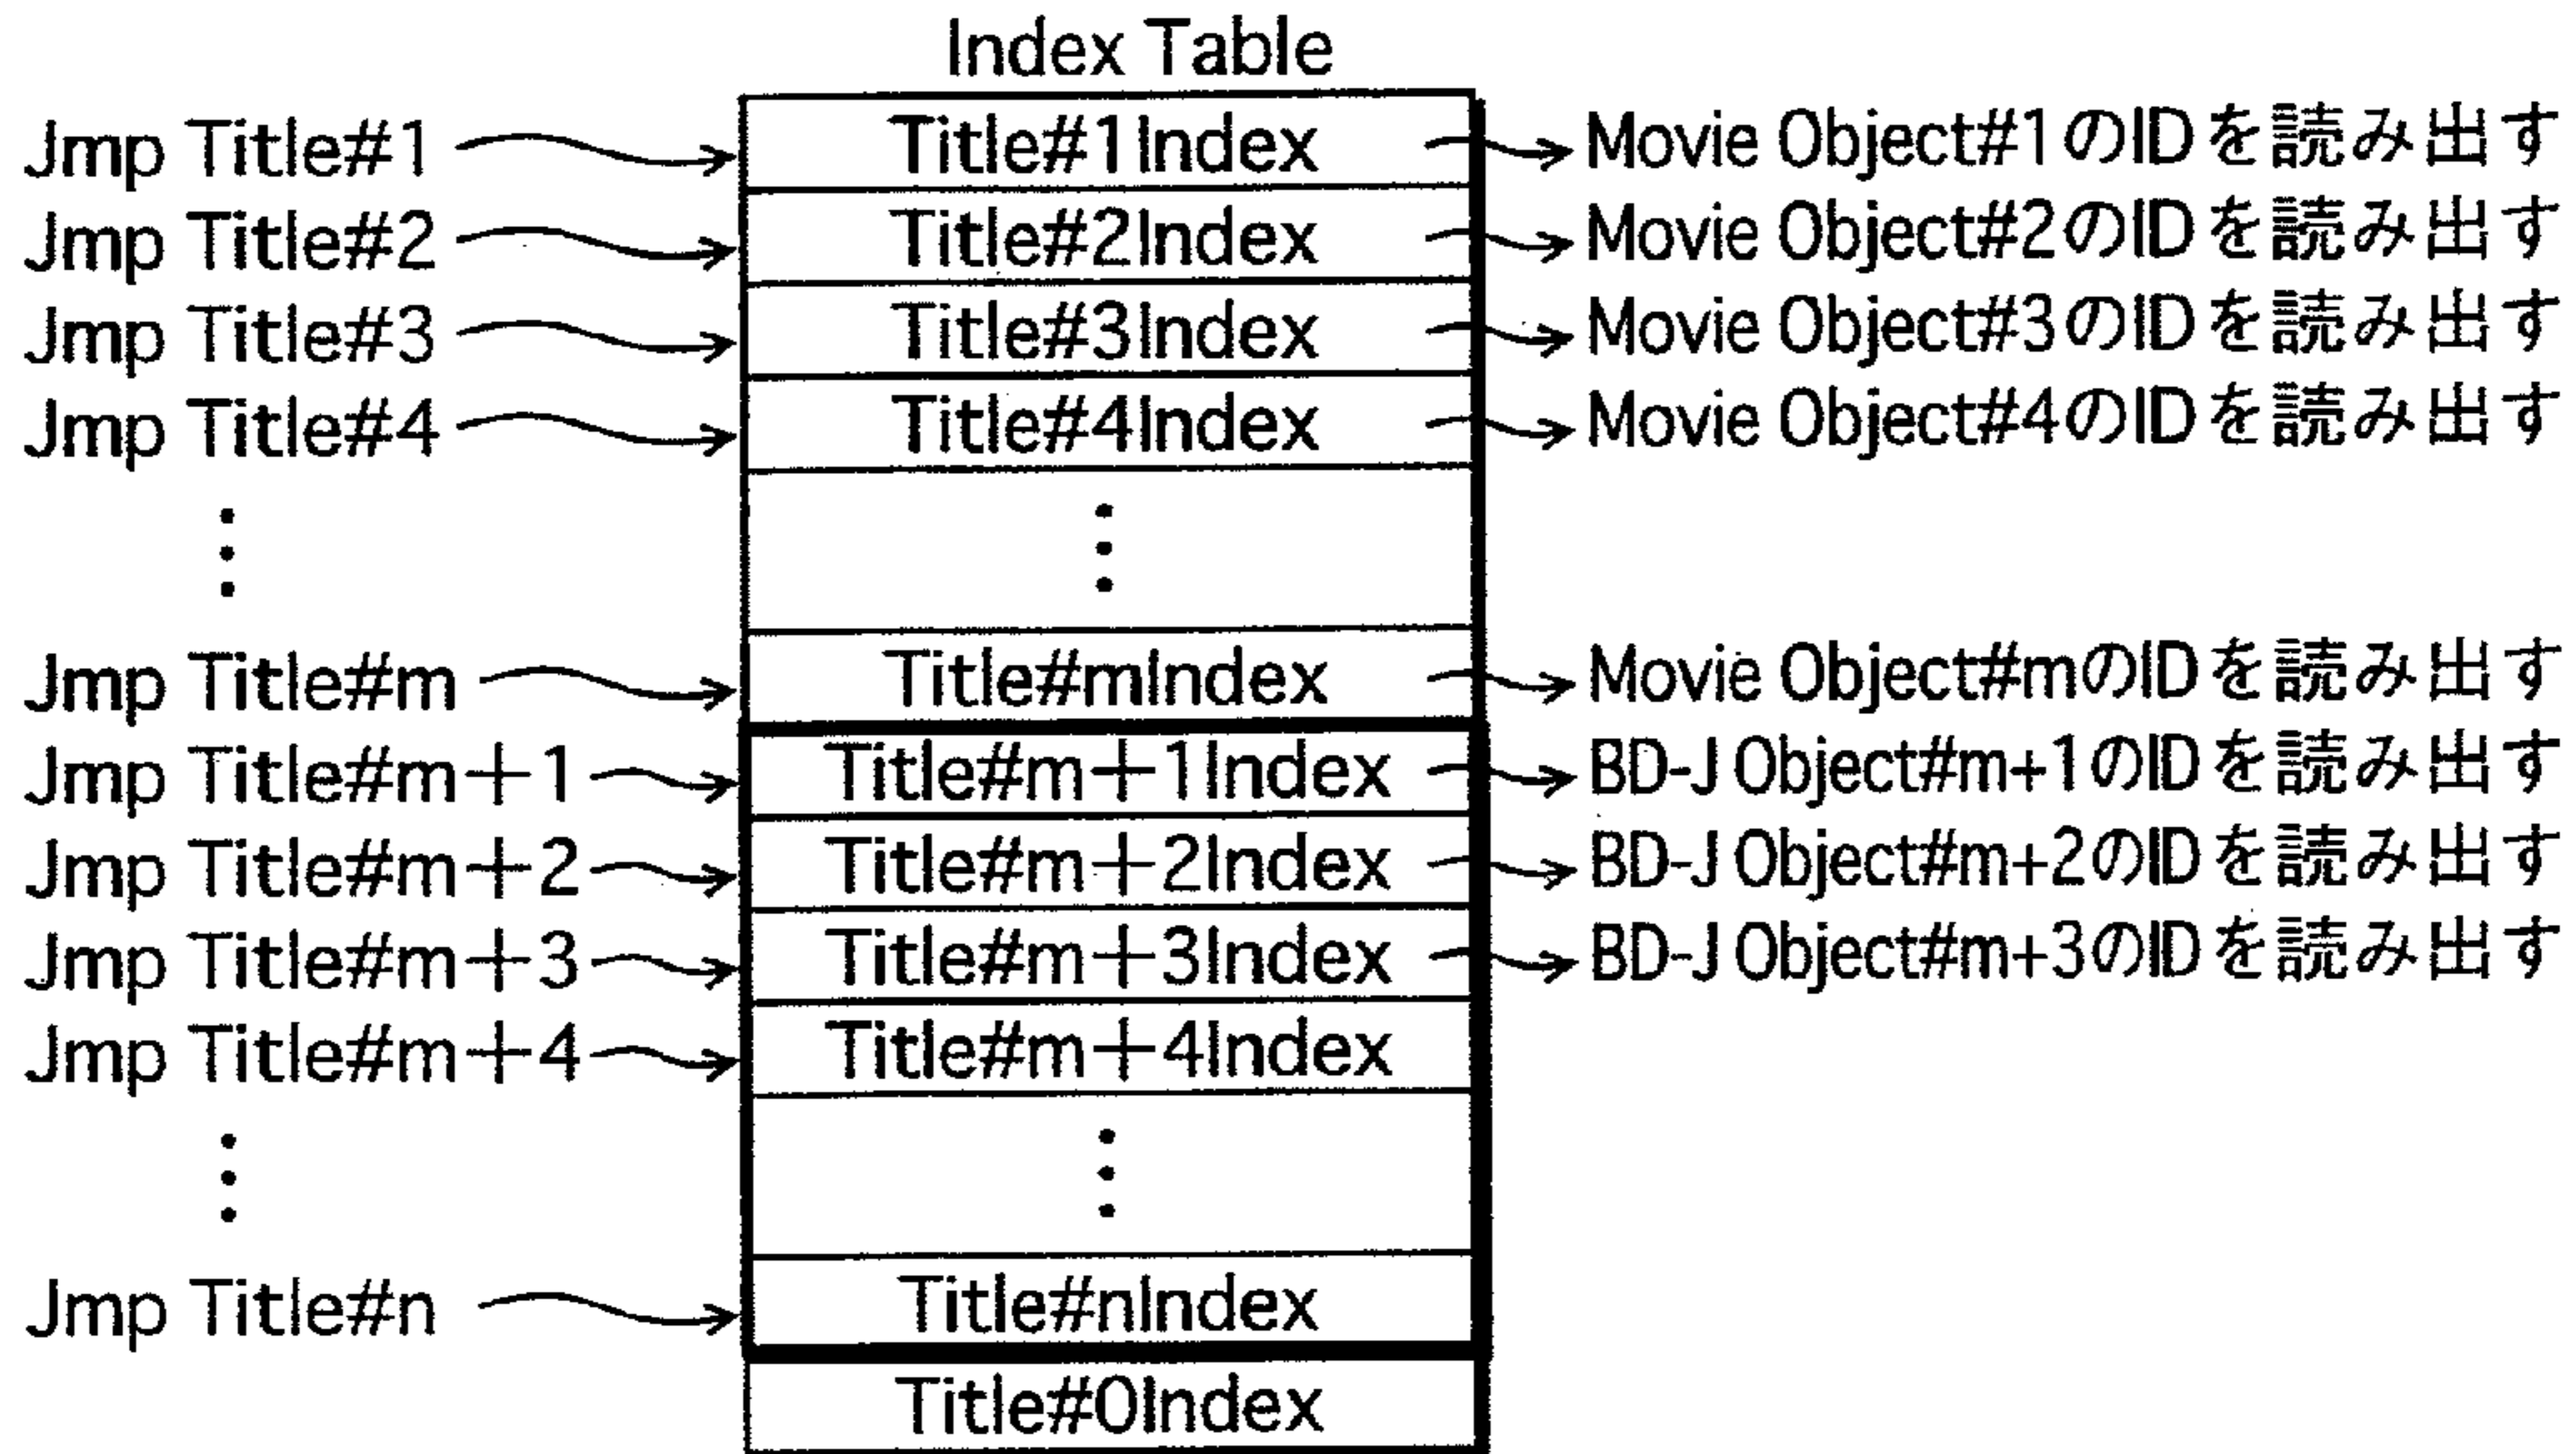 Index Table
Jmp Title#1 Title#1Index Movie Object#1のIDを読み出す
Jmp Title#2 Title#2Index Movie Object#2のIDを読み出す
Jmp Title#3 Title#3Index Movie Object#3のIDを読み出す
Jmp Title#4 Title#4Index Movie Object#4のIDを読み出す
Jmp Title#m Title#mIndex Movie Object#mのIDを読み出す
Jmp Title#m+1 Title#m+1Index BD-J Object#m+1のIDを読み出す
Jmp Title#m+2 Title#m+2Index BD-J Object#m+2のIDを読み出す
Jmp Title#m+3 Title#m+3Index BD-J Object#m+3のIDを読み出す
Jmp Title#m+4 Title#m+4Index
Jmp Title#n Title#nIndex
Title#0Index